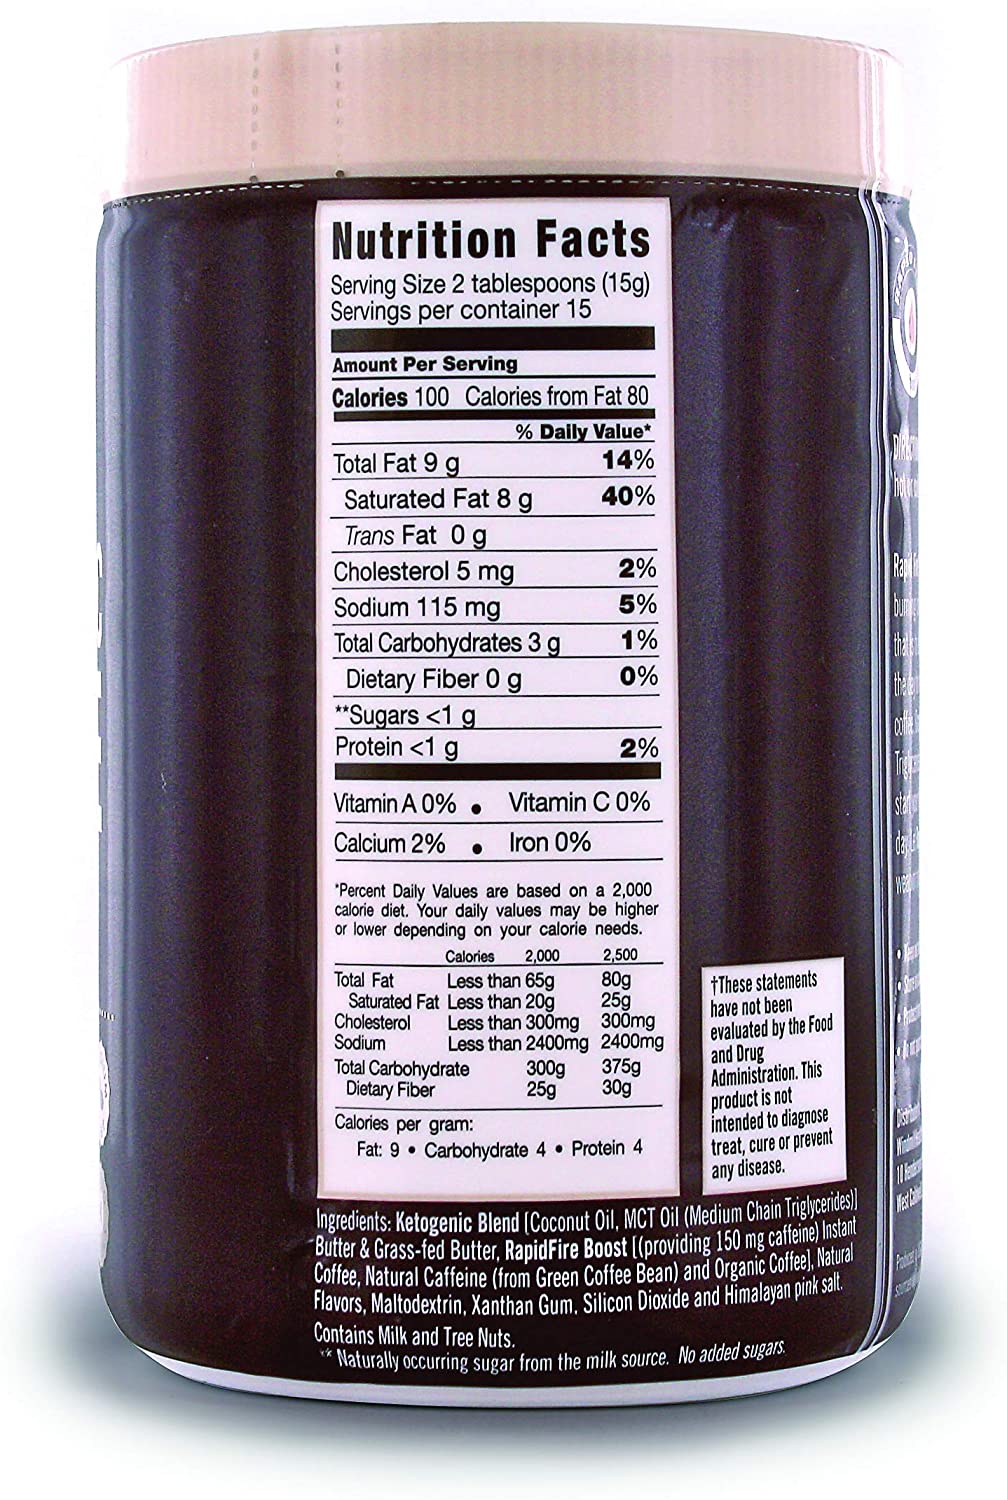 Nutrition Facts
Serving Size 2 tablespoons (15g)
Servings per container 15
Amount Per Serving
Calories 100 Calories from Fat 80
% Daily Value*
Total Fat 9 g 14%
Saturated Fat 8 g 40%
Trans Fat 0 g
Cholesterol 5 mg 2%
Sodium 115 mg 5%
Total Carbohydrates 3 g 1%
Dietary Fiber 0 g 0%
**Sugars <1 g
Protein <1 g 2%
Vitamin A 0% • Vitamin C 0%
Calcium 2% • Iron 0%
*Percent Daily Values are based on a 2,000
calorie diet. Your daily values may be higher
or lower depending on your calorie needs.
Calories 2,000 2,500
Total Fat Less than 65g 80g
Saturated Fat Less than 20g 25g
Cholesterol Less than 300mg 300mg
Sodium Less than 2400mg 2400mg
Total Carbohydrate 300g 375g
Dietary Fiber 25g 30g
Calories per gram:
Fat: 9 • Carbohydrate 4 • Protein 4
†These statements
have not been
evaluated by the Food
and Drug
Administration. This
product is not
intended to diagnose
treat, cure or prevent
any disease.
Ingredients: Ketogenic Blend [Coconut Oil, MCT Oil (Medium Chain Triglycerides)]
Butter & Grass-fed Butter, RapidFire Boost [(providing 150 mg caffeine) Instant
Coffee, Natural Caffeine (from Green Coffee Bean) and Organic Coffee], Natural
Flavors, Maltodextrin, Xanthan Gum. Silicon Dioxide and Himalayan pink salt.
Contains Milk and Tree Nuts.
** Naturally occurring sugar from the milk source. No added sugars.